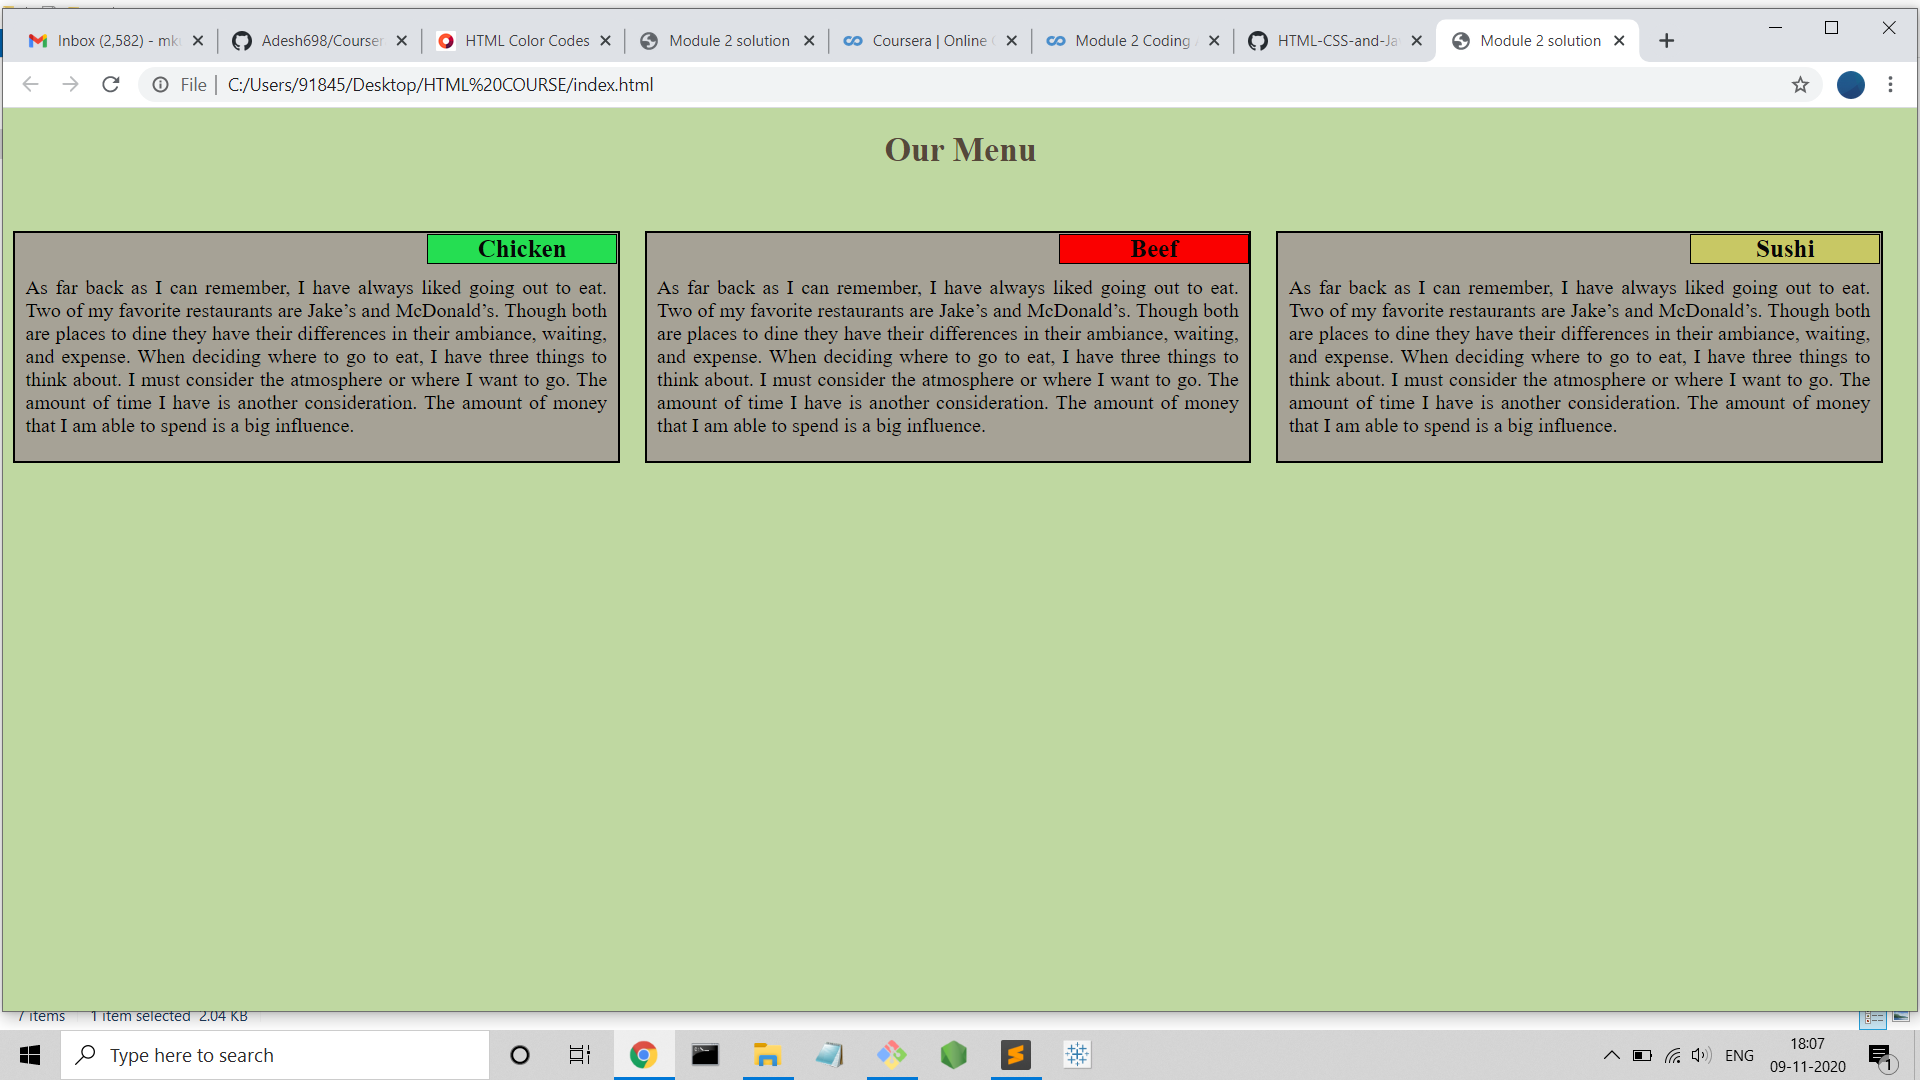 Inbox (2,582) - mk
Adesh698/Courser
HTML Color Codes
Module 2 solution
Coursera | Online
Module 2 Coding
HTML-CSS-and-Ja
Module 2 solution
File | C:/Users/91845/Desktop/HTML%20COURSE/index.html
Our Menu
Chicken
As far back as I can remember, I have always liked going out to eat.
Two of my favorite restaurants are Jake’s and McDonald’s. Though both
are places to dine they have their differences in their ambiance, waiting,
and expense. When deciding where to go to eat, I have three things to
think about. I must consider the atmosphere or where I want to go. The
amount of time I have is another consideration. The amount of money
that I am able to spend is a big influence.
Beef
As far back as I can remember, I have always liked going out to eat.
Two of my favorite restaurants are Jake’s and McDonald’s. Though both
are places to dine they have their differences in their ambiance, waiting,
and expense. When deciding where to go to eat, I have three things to
think about. I must consider the atmosphere or where I want to go. The
amount of time I have is another consideration. The amount of money
that I am able to spend is a big influence.
Sushi
As far back as I can remember, I have always liked going out to eat.
Two of my favorite restaurants are Jake’s and McDonald’s. Though both
are places to dine they have their differences in their ambiance, waiting,
and expense. When deciding where to go to eat, I have three things to
think about. I must consider the atmosphere or where I want to go. The
amount of time I have is another consideration. The amount of money
that I am able to spend is a big influence.
7 items 1 item selected 2.04 KB
Type here to search
ENG
18:07
09-11-2020
1